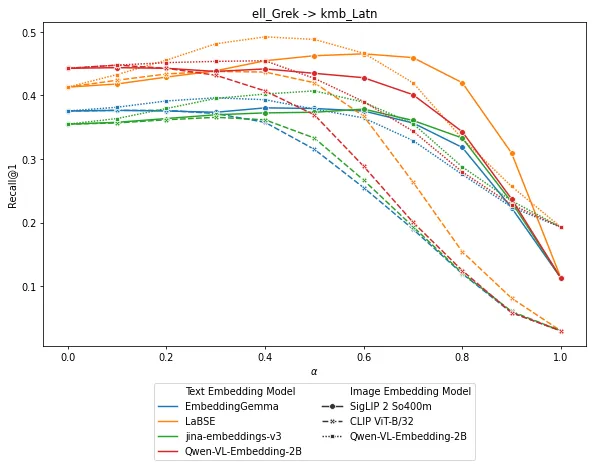 ell_Grek -> kmb_Latn
Recall@1
0.5
0.4
0.3
0.2
0.1
0.0
0.2
0.4
0.6
0.8
1.0
α
Text Embedding Model
EmbeddingGemma
LaBSE
jina-embeddings-v3
Qwen-VL-Embedding-2B
Image Embedding Model
SigLIP 2 So400m
CLIP ViT-B/32
Qwen-VL-Embedding-2B